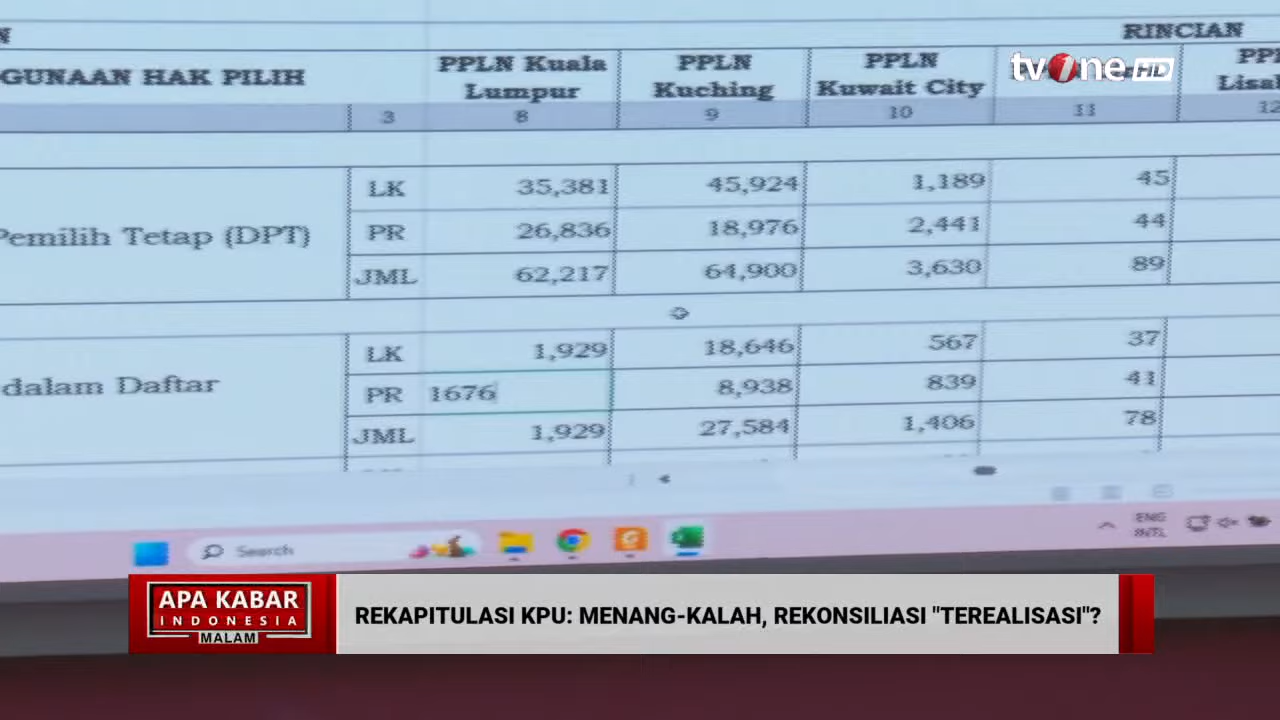 N
RINCIAN
GUNAAN HAK PILIH
PPLN Kuala Lumpur
PPLN Kuching
PPLN Kuwait City
tvOne HD
3 8 9 10 11 12
LK 35,381 45,924 1,189 45
Pemilih Tetap (DPT) PR 26,836 18,976 2,441 44
JML 62,217 64,900 3,630 89
LK 1,929 18,646 567 37
dalam Daftar PR 1676 8,938 839 41
JML 1,929 27,584 1,406 78
Search
ENG
INTL
APA KABAR
INDONESIA
MALAM
REKAPITULASI KPU: MENANG-KALAH, REKONSILIASI "TEREALISASI"?